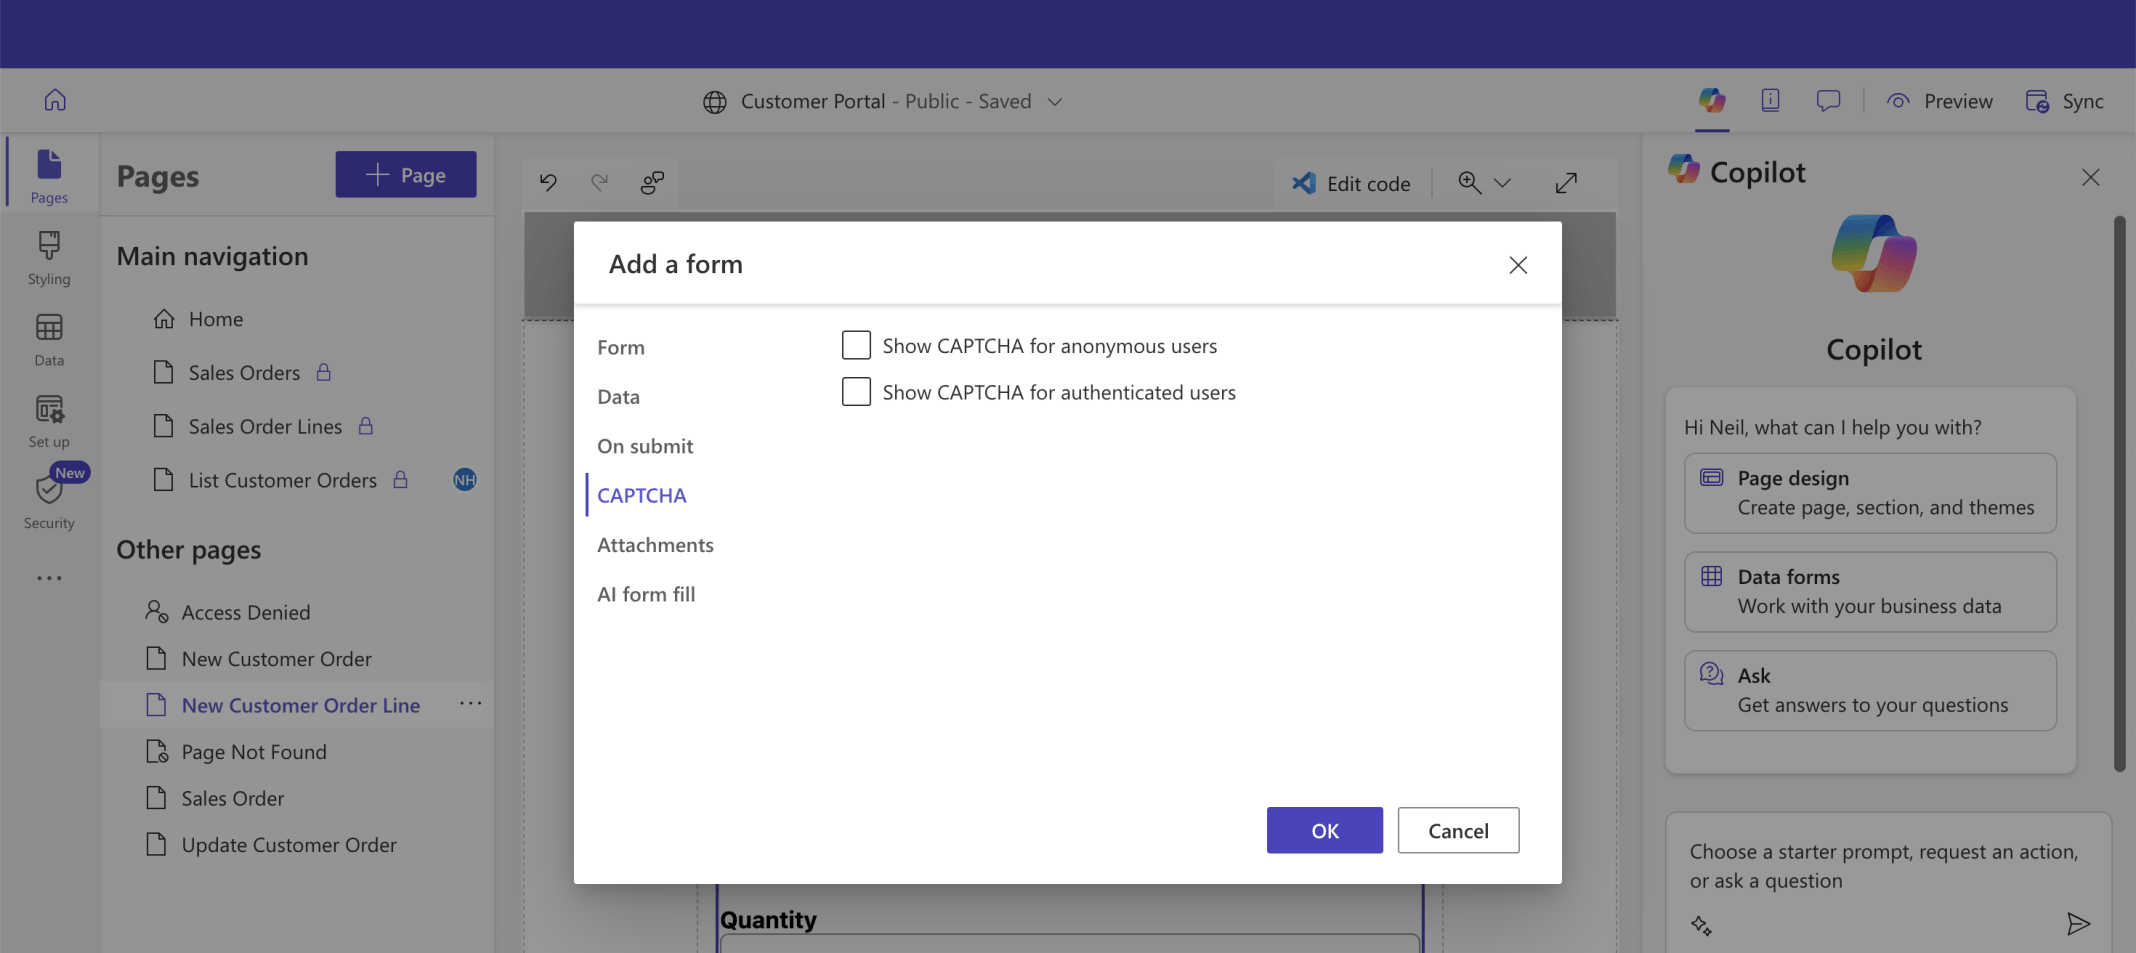 Customer Portal - Public - Saved
Preview
Sync
Pages
Styling
Data
Set up
New
Security
Pages
Page
Main navigation
Home
Sales Orders
Sales Order Lines
List Customer Orders
NH
Other pages
Access Denied
New Customer Order
New Customer Order Line
Page Not Found
Sales Order
Update Customer Order
Edit code
Add a form
Form
Data
On submit
CAPTCHA
Attachments
AI form fill
Show CAPTCHA for anonymous users
Show CAPTCHA for authenticated users
OK
Cancel
Quantity
Copilot
Copilot
Hi Neil, what can I help you with?
Page design
Create page, section, and themes
Data forms
Work with your business data
Ask
Get answers to your questions
Choose a starter prompt, request an action,
or ask a question